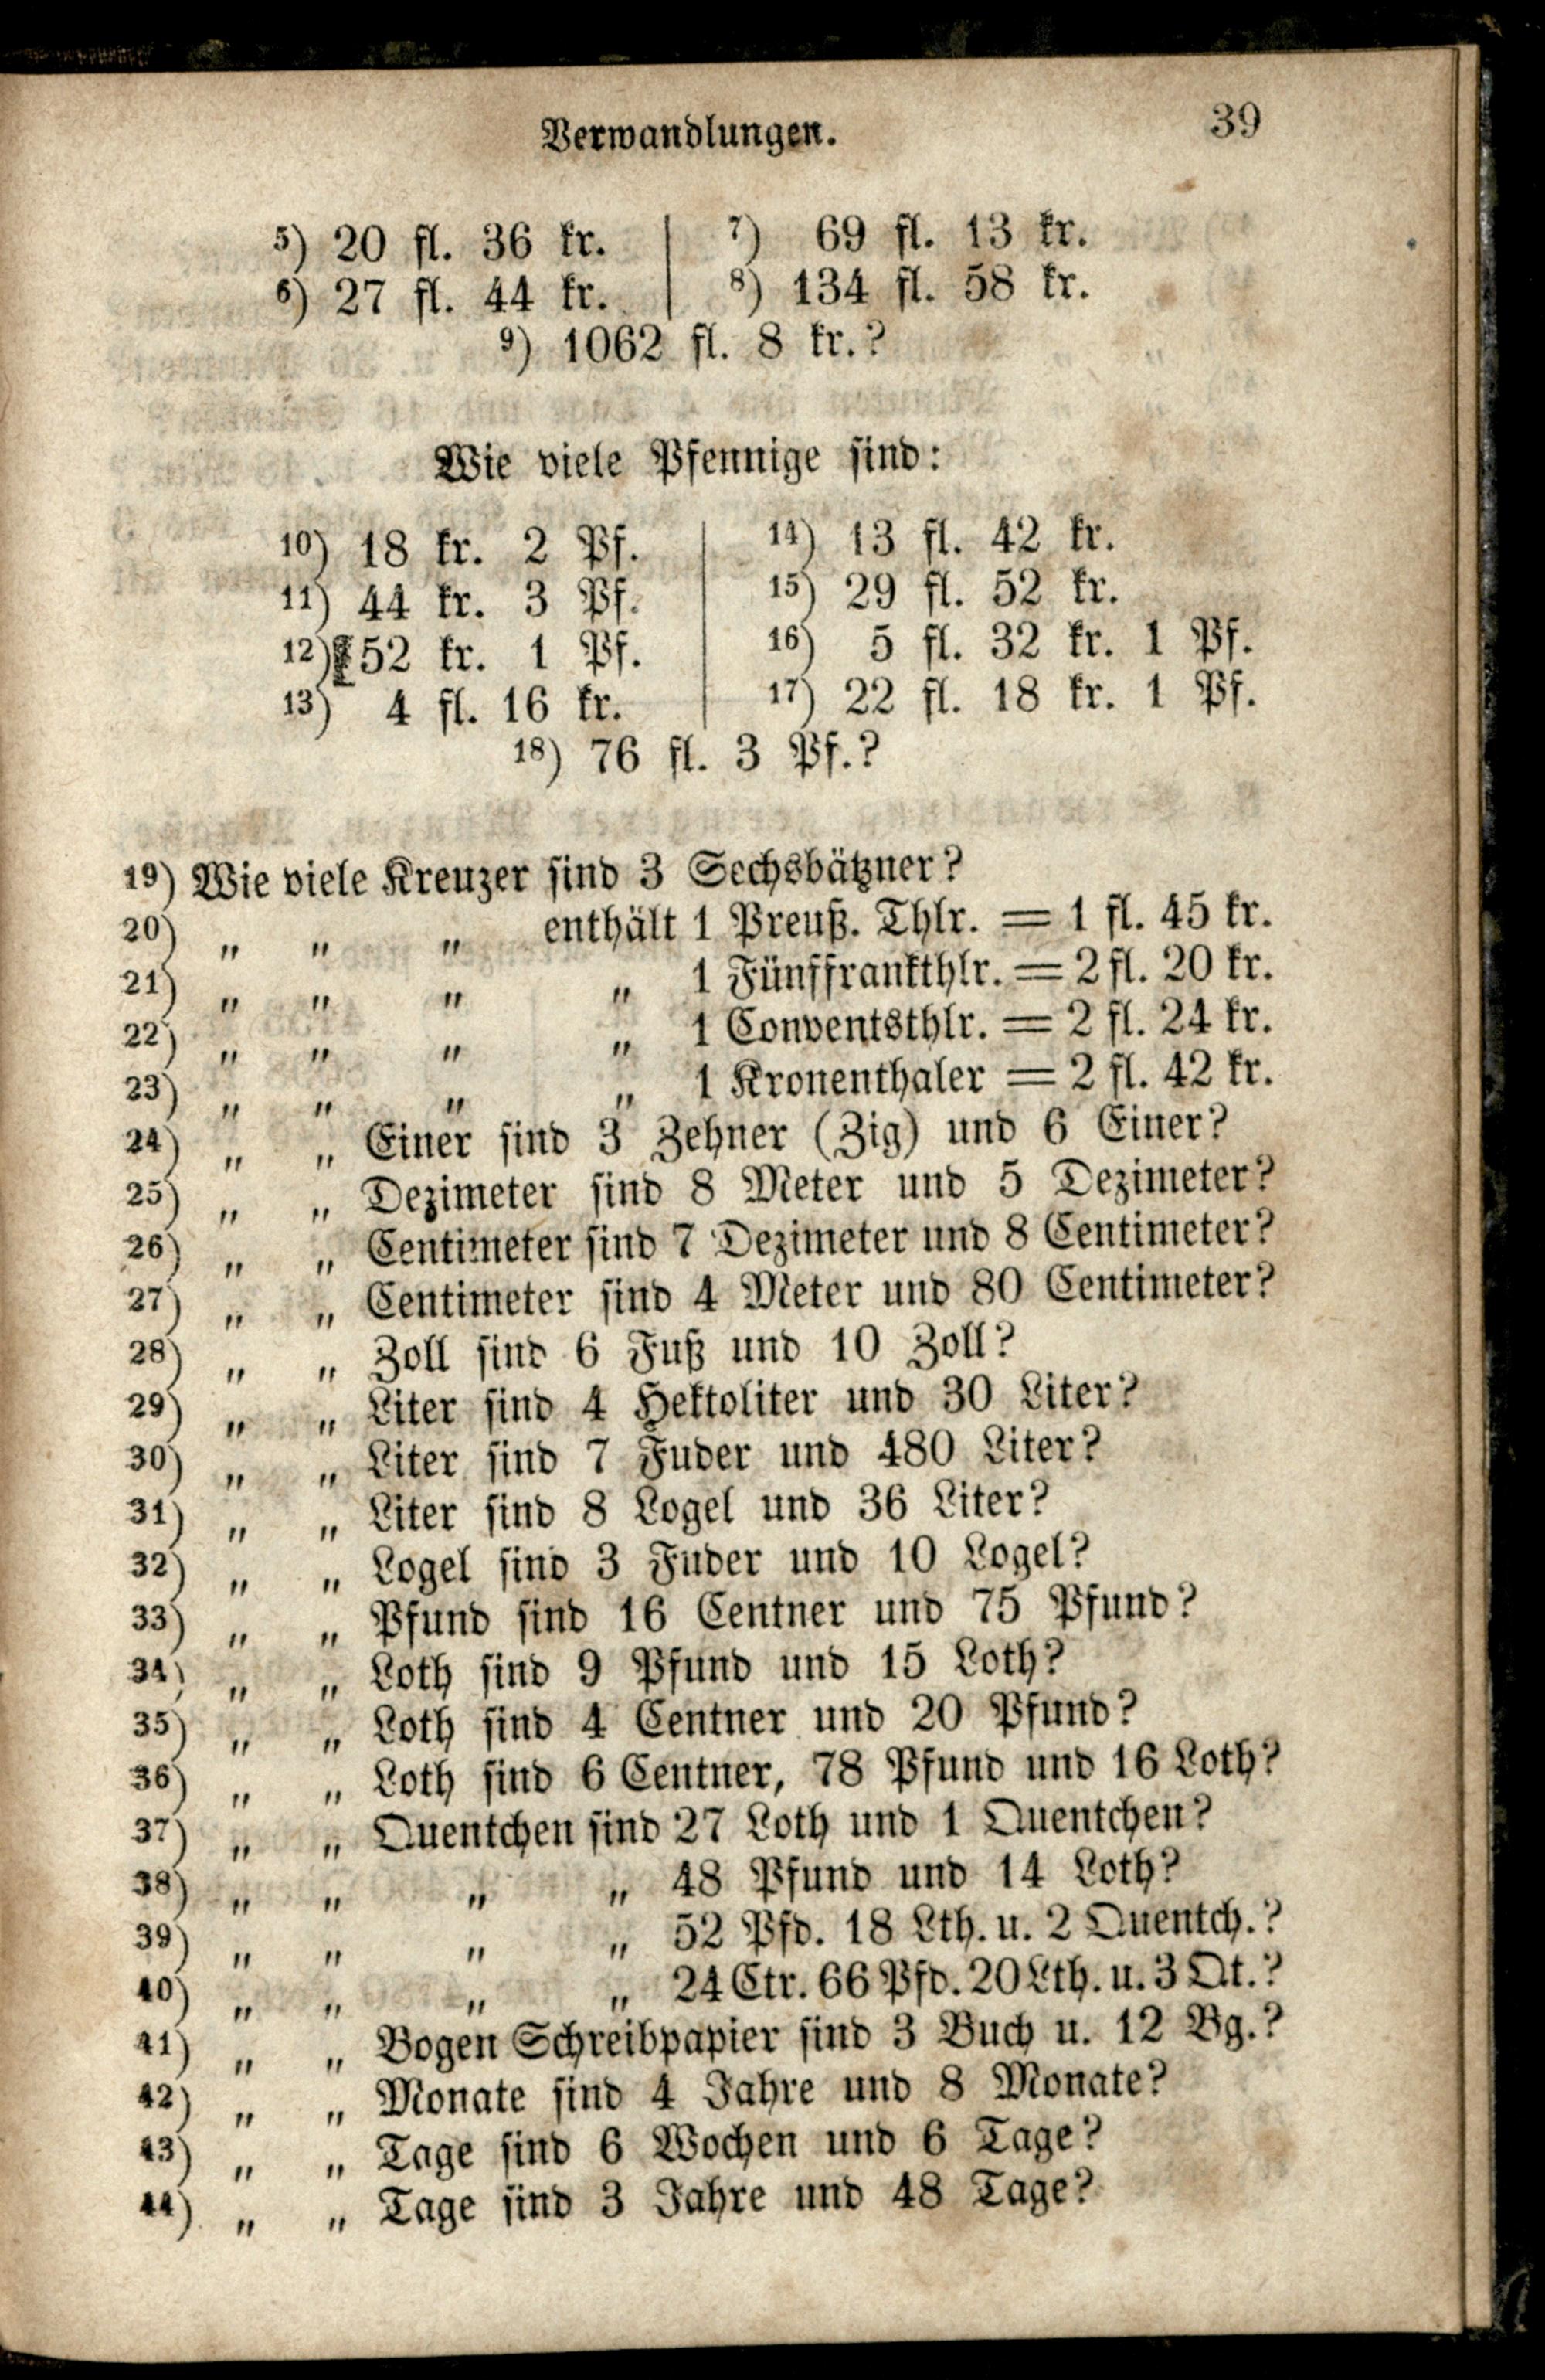 Verwandlungen. 39
5) 20 fl. 36 kr. 7) 69 fl. 13 kr.
6) 27 fl. 44 kr. 8) 134 fl. 58 kr.
9) 1062 fl. 8 kr.?
Wie viele Pfennige sind:
10) 18 kr. 2 Pf. 14) 13 fl. 42 kr.
11) 44 kr. 3 Pf. 15) 29 fl. 52 kr.
12) 52 kr. 1 Pf. 16) 5 fl. 32 kr. 1 Pf.
13) 4 fl. 16 kr. 17) 22 fl. 18 kr. 1 Pf.
18) 76 fl. 3 Pf.?
19) Wie viele Kreuzer sind 3 Sechsbätzner?
20) „ „ „ enthält 1 Preuß. Thlr. = 1 fl. 45 kr.
21) „ „ „ „ 1 Fünffrankthlr. = 2 fl. 20 kr.
22) „ „ „ „ 1 Conventsthlr. = 2 fl. 24 kr.
23) „ „ „ „ 1 Kronenthaler = 2 fl. 42 kr.
24) „ „ Einer sind 3 Zehner (Zig) und 6 Einer?
25) „ „ Dezimeter sind 8 Meter und 5 Dezimeter?
26) „ „ Centimeter sind 7 Dezimeter und 8 Centimeter?
27) „ „ Centimeter sind 4 Meter und 80 Centimeter?
28) „ „ Zoll sind 6 Fuß und 10 Zoll?
29) „ „ Liter sind 4 Hektoliter und 30 Liter?
30) „ „ Liter sind 7 Fuder und 480 Liter?
31) „ „ Liter sind 8 Logel und 36 Liter?
32) „ „ Logel sind 3 Fuder und 10 Logel?
33) „ „ Pfund sind 16 Centner und 75 Pfund?
34) „ „ Loth sind 9 Pfund und 15 Loth?
35) „ „ Loth sind 4 Centner und 20 Pfund?
36) „ „ Loth sind 6 Centner, 78 Pfund und 16 Loth?
37) „ „ Quentchen sind 27 Loth und 1 Quentchen?
38) „ „ „ „ 48 Pfund und 14 Loth?
39) „ „ „ „ 52 Pfd. 18 Lth. u. 2 Quentch.?
40) „ „ „ „ 24 Ctr. 66 Pfd. 20 Lth. u. 3 Qt.?
41) „ „ Bogen Schreibpapier sind 3 Buch u. 12 Bg.?
42) „ „ Monate sind 4 Jahre und 8 Monate?
43) „ „ Tage sind 6 Wochen und 6 Tage?
44) „ „ Tage sind 3 Jahre und 48 Tage?